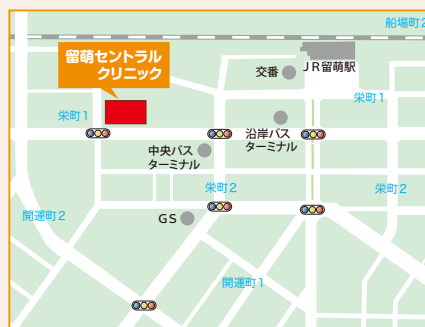 船場町2
留萌セントラル
クリニック
交番
JR留萌駅
栄町1
栄町1
沿岸バス
ターミナル
中央バス
ターミナル
栄町2
栄町2
開運町2
GS
開運町1